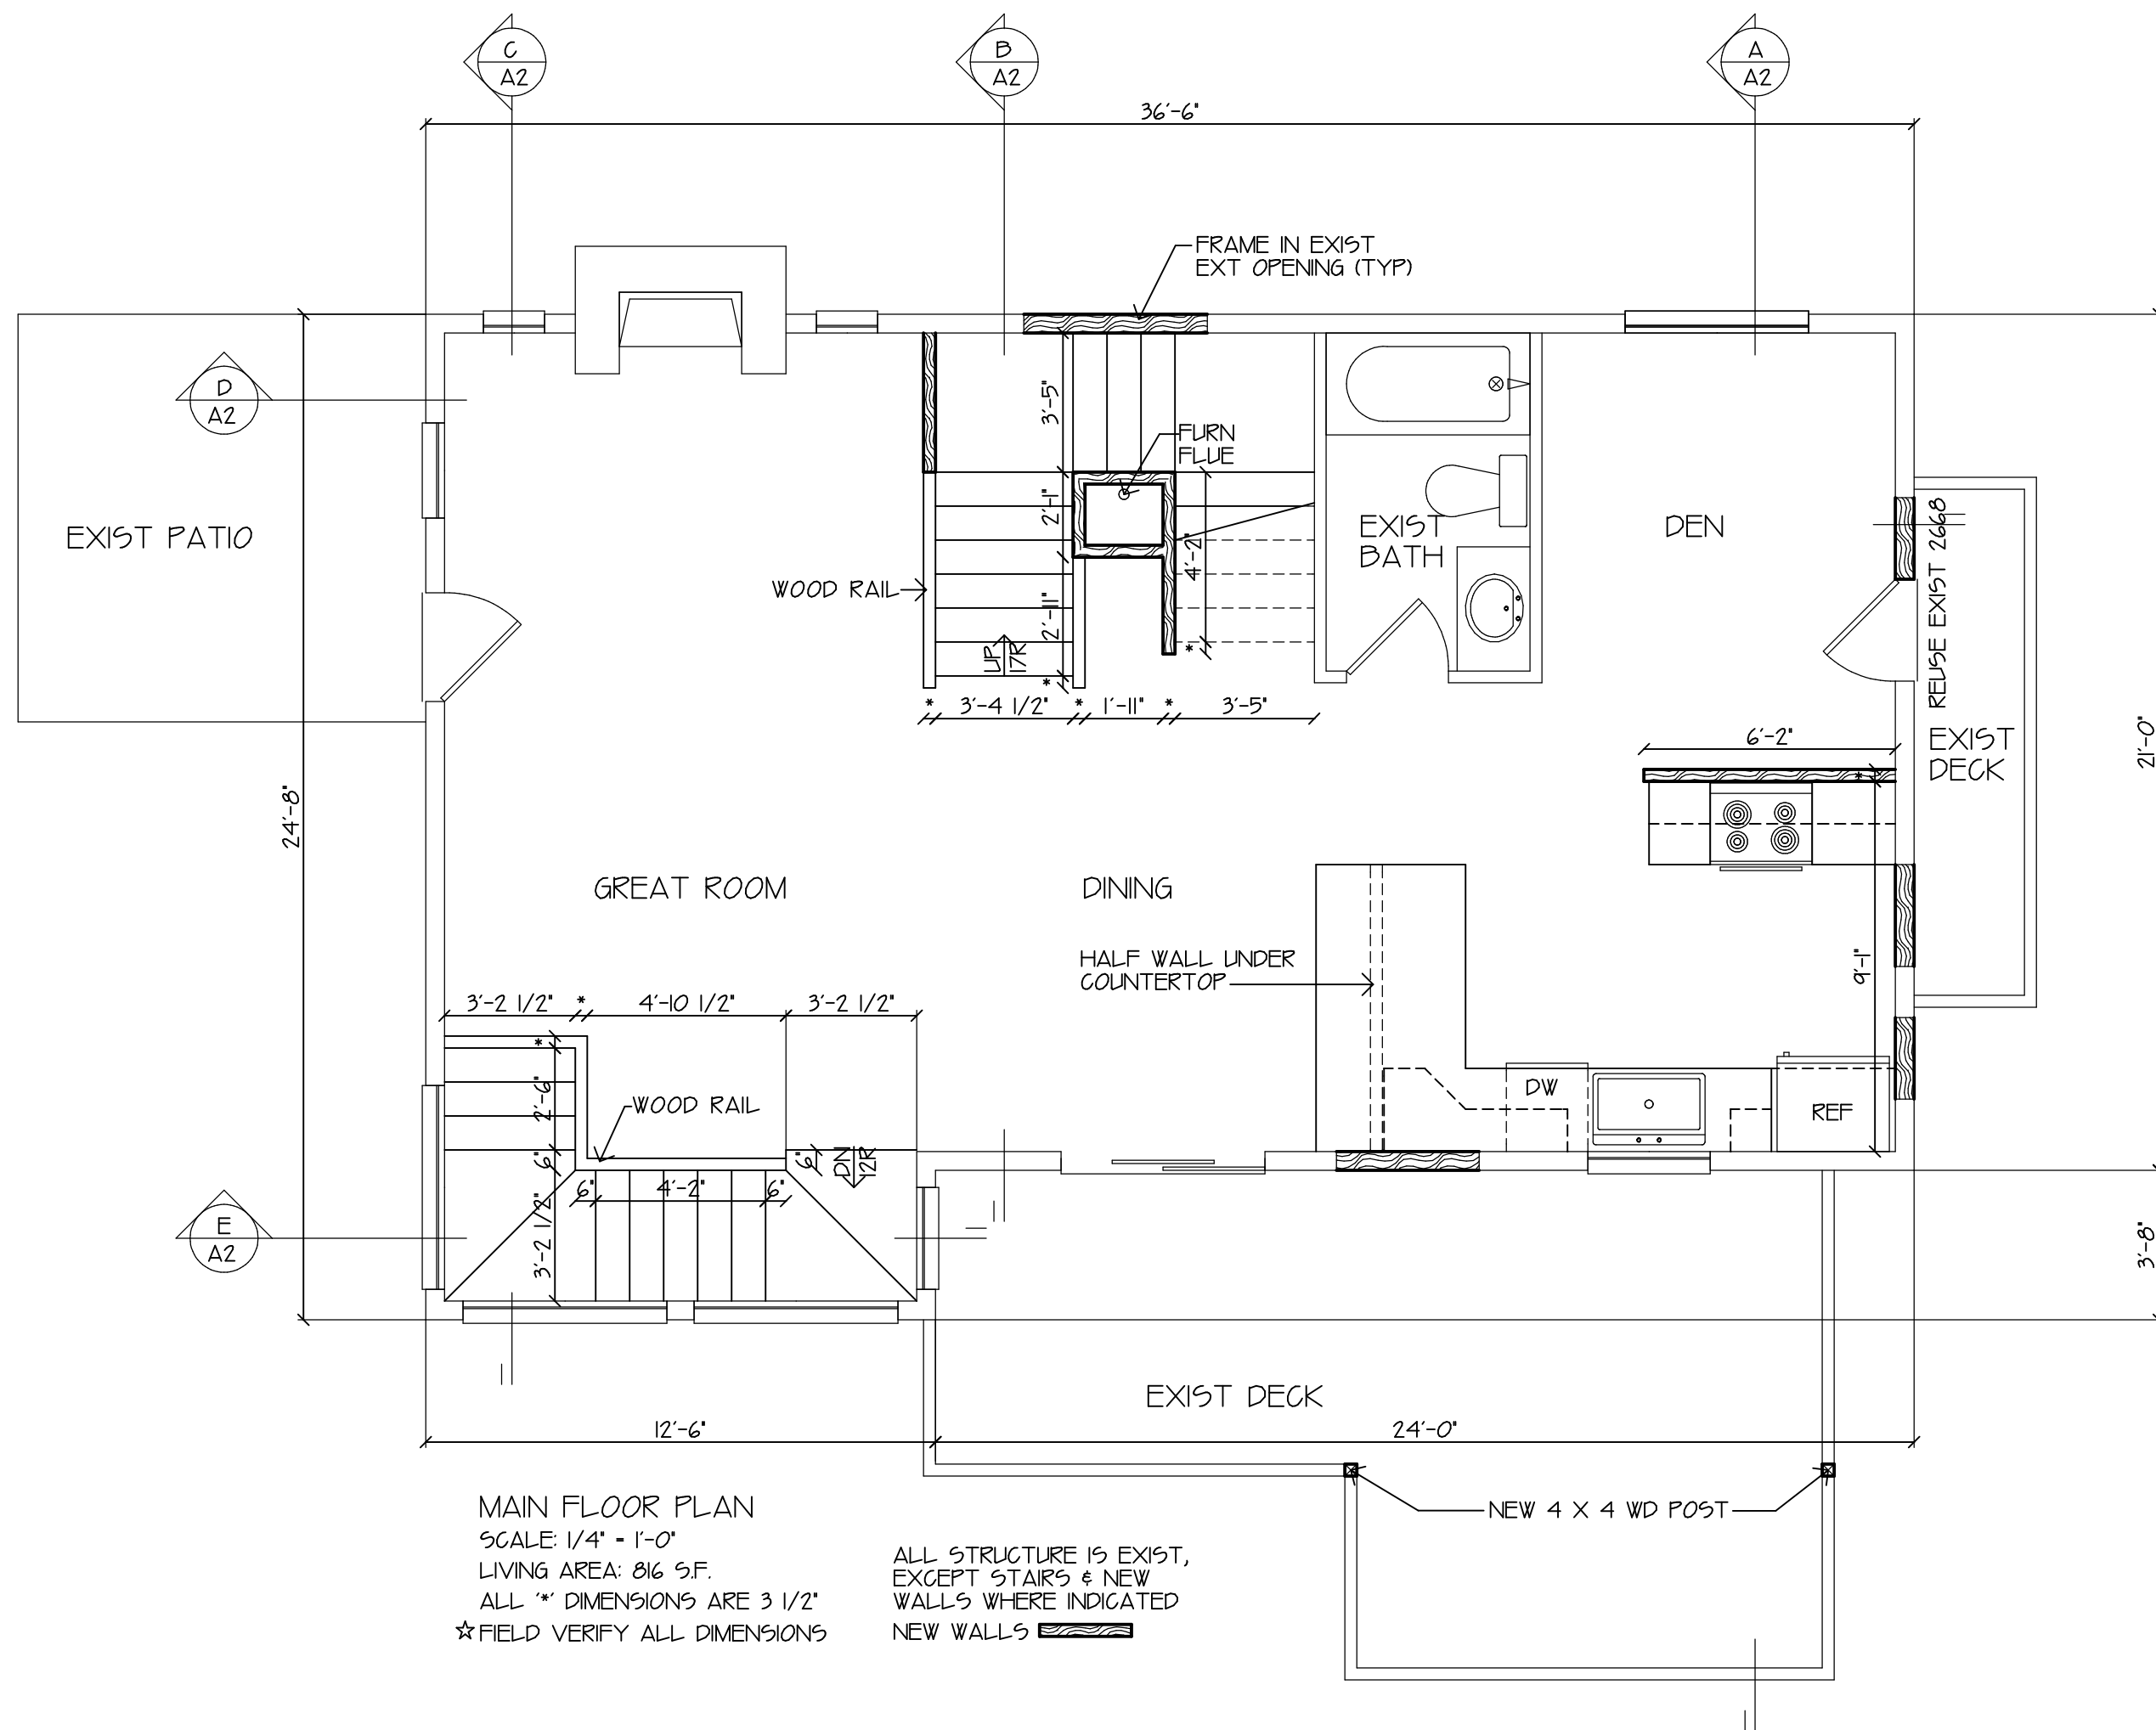 C
A2
B
A2
A
A2
36'-6"
FRAME IN EXIST
EXT OPENING (TYP)
D
A2
3'-5"
FURN
FLUE
EXIST PATIO
2'-1"
EXIST
BATH
DEN
REUSE EXIST 2668
4'-2"
WOOD RAIL
2'-11"
UP
17R
*
*
*
3'-4 1/2"
*
1'-11"
*
3'-5"
6'-2"
EXIST
DECK
21'-0"
*
24'-8"
GREAT ROOM
DINING
HALF WALL UNDER
COUNTERTOP
9'-1"
3'-2 1/2"
*
4'-10 1/2"
3'-2 1/2"
*
2'-6"
WOOD RAIL
DW
REF
6"
6"
DN
12R
6"
4'-2"
6"
3'-2 1/2"
E
A2
3'-8"
EXIST DECK
12'-6"
24'-0"
MAIN FLOOR PLAN
SCALE: 1/4" = 1'-0"
LIVING AREA: 816 S.F.
ALL '*' DIMENSIONS ARE 3 1/2"
☆ FIELD VERIFY ALL DIMENSIONS
ALL STRUCTURE IS EXIST,
EXCEPT STAIRS & NEW
WALLS WHERE INDICATED
NEW WALLS
NEW 4 X 4 WD POST